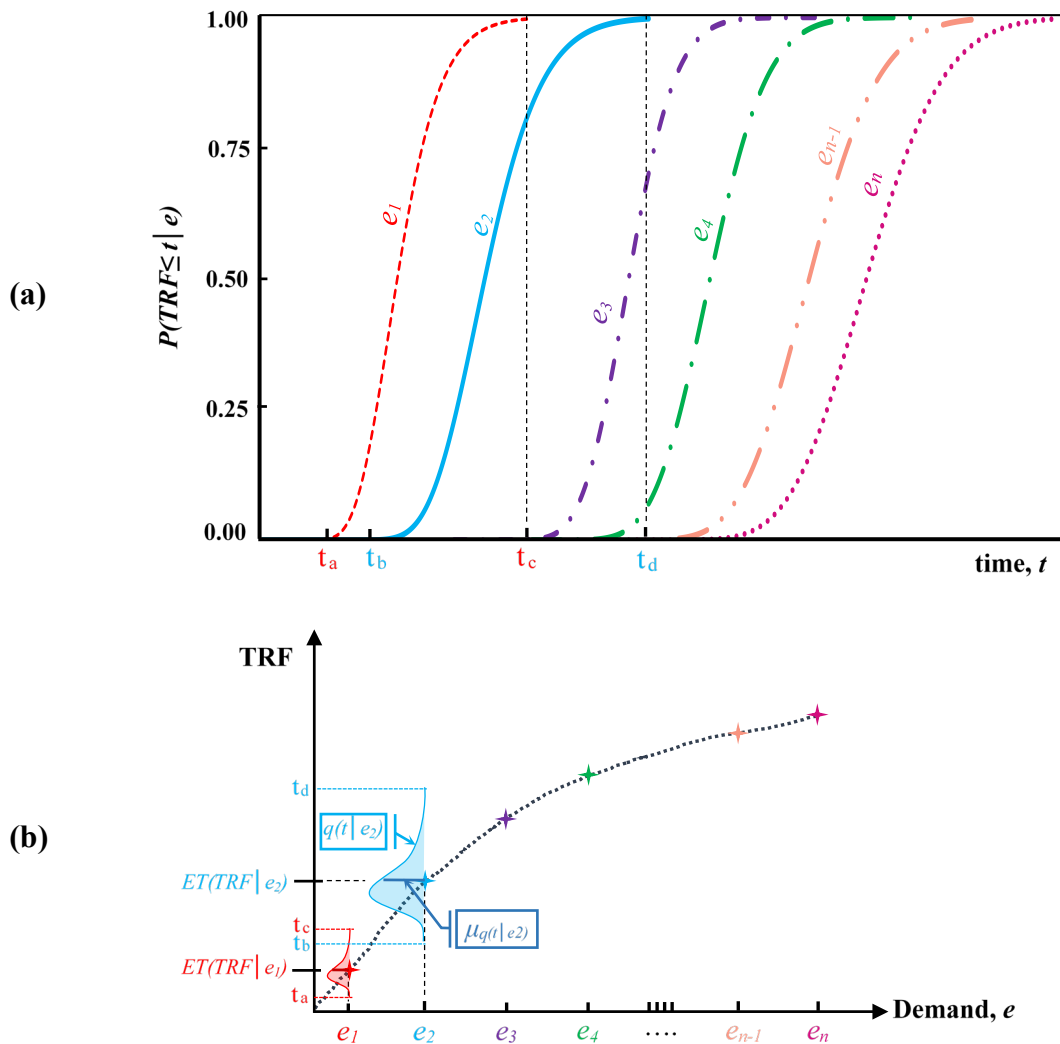 (a)
P(TRF≤ t | e)
1.00
0.75
0.50
0.25
0.00
e1
e2
e3
e4
en-1
en
ta
tb
tc
td
time, t
(b)
TRF
td
q(t | e2)
ET(TRF | e2)
μq(t | e2)
tc
tb
ET(TRF | e1)
ta
e1
e2
e3
e4
....
en-1
en
Demand, e